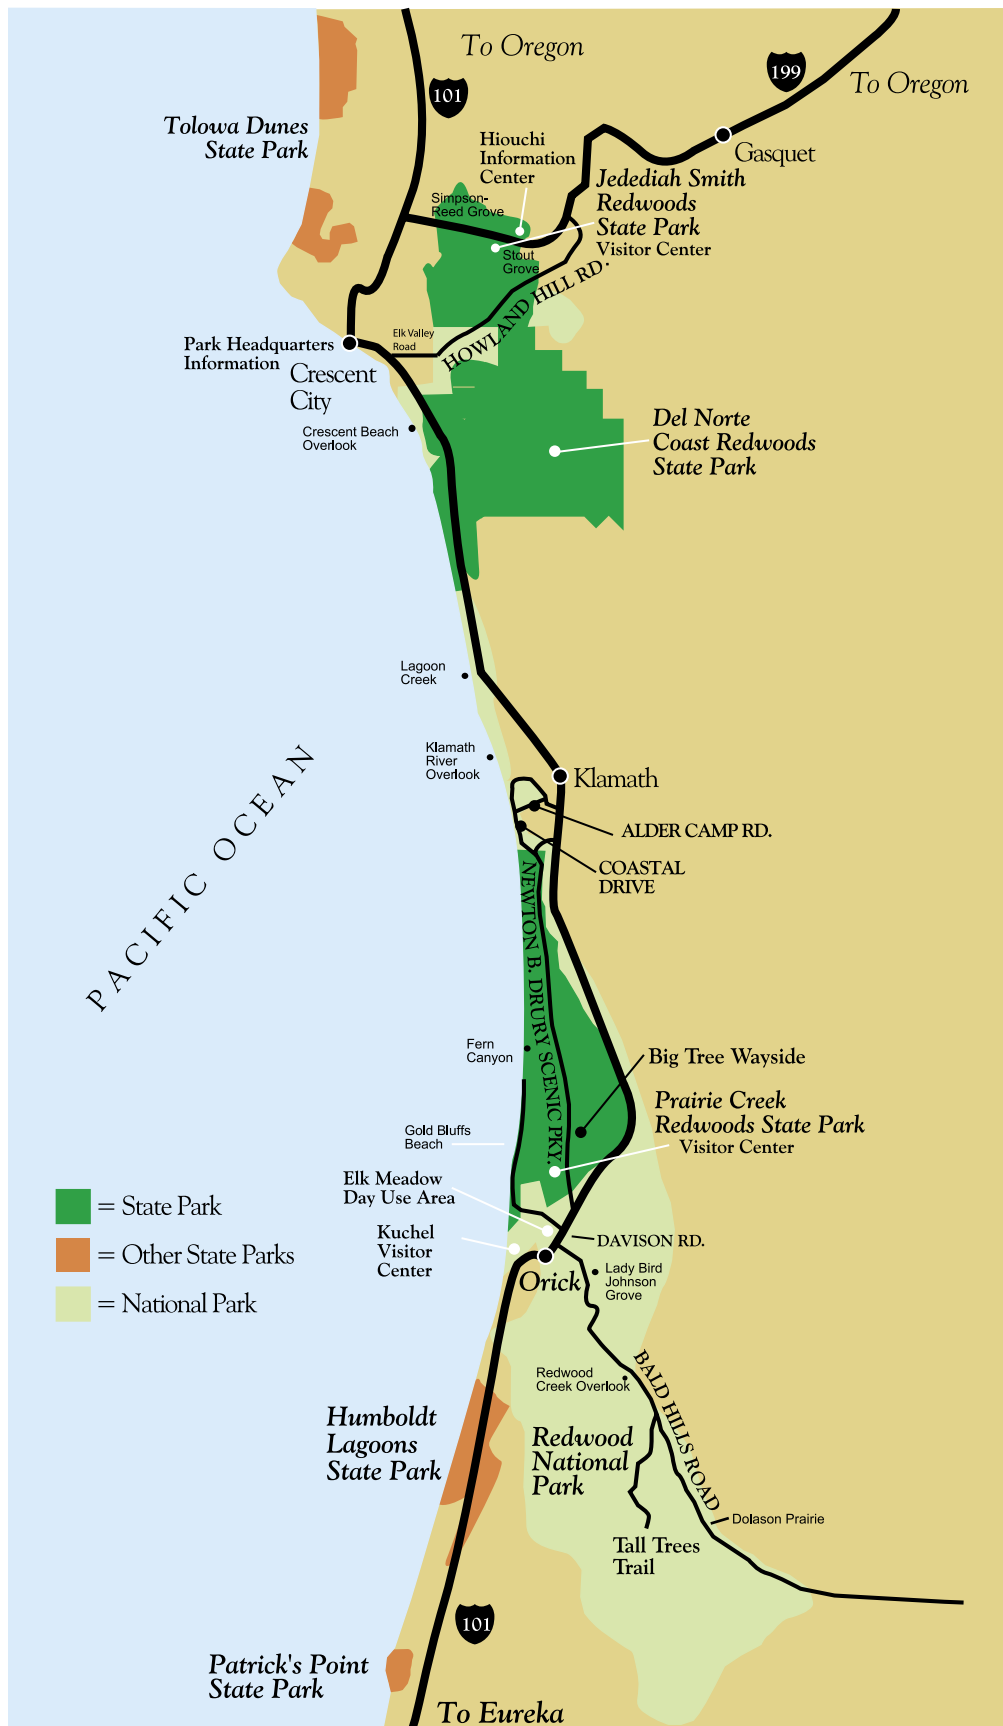 To Oregon
101
199
To Oregon
Tolowa Dunes
State Park
Hiouchi
Information
Center
Gasquet
Jedediah Smith
Redwoods
State Park
Visitor Center
Simpson-
Reed Grove
Stout
Grove
HOWLAND HILL RD.
Elk Valley
Road
Park Headquarters
Information
Crescent
City
Crescent Beach
Overlook
Del Norte
Coast Redwoods
State Park
Lagoon
Creek
Klamath
River
Overlook
Klamath
PACIFIC OCEAN
ALDER CAMP RD.
COASTAL
DRIVE
NEWTON B. DRURY SCENIC PKY.
Fern
Canyon
Big Tree Wayside
Prairie Creek
Redwoods State Park
Visitor Center
Gold Bluffs
Beach
Elk Meadow
Day Use Area
Kuchel
Visitor
Center
= State Park
= Other State Parks
= National Park
DAVISON RD.
Orick
Lady Bird
Johnson
Grove
Redwood
Creek Overlook
BALD HILLS ROAD
Humboldt
Lagoons
State Park
Redwood
National
Park
Dolason Prairie
Tall Trees
Trail
101
Patrick's Point
State Park
To Eureka